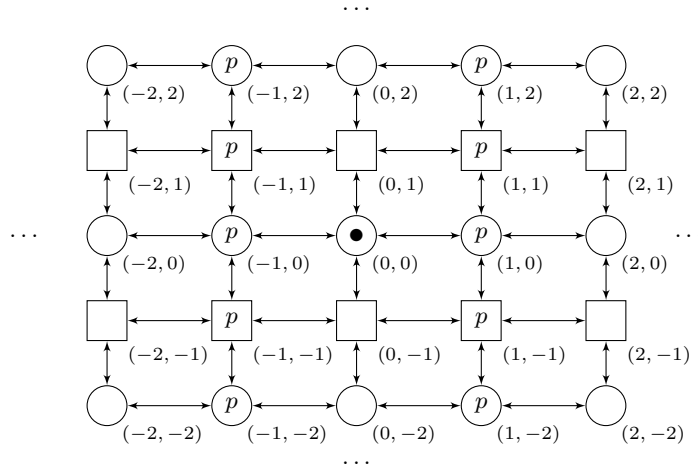 ...
p p
(−2, 2) (−1, 2) (0, 2) (1, 2) (2, 2)
p p
(−2, 1) (−1, 1) (0, 1) (1, 1) (2, 1)
... p p ..
(−2, 0) (−1, 0) (0, 0) (1, 0) (2, 0)
p p
(−2, −1) (−1, −1) (0, −1) (1, −1) (2, −1)
p p
(−2, −2) (−1, −2) (0, −2) (1, −2) (2, −2)
...